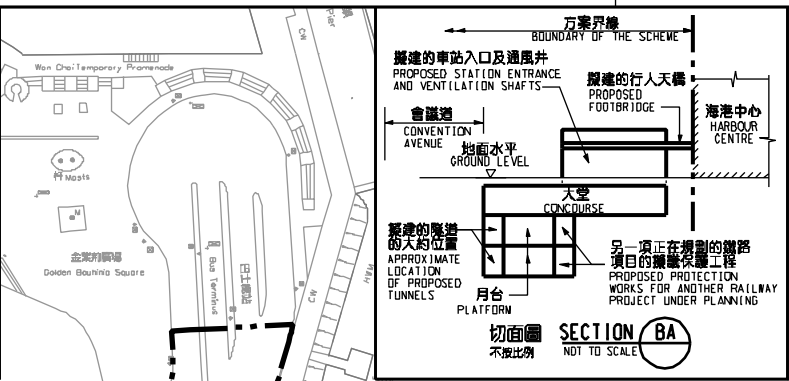 Pier
CW
Wan Chai Temporary Promenade
Masts
M
金紫荊廣場
Golden Bauhinia Square
Bus Terminus
巴士總站
CW
HAM
方案界線
BOUNDARY OF THE SCHEME
擬建的車站入口及通風井
PROPOSED STATION ENTRANCE
AND VENTILATION SHAFTS
擬建的行人天橋
PROPOSED
FOOTBRIDGE
會議道
CONVENTION
AVENUE
海港中心
HARBOUR
CENTRE
地面水平
GROUND LEVEL
大堂
CONCOURSE
擬建的隧道
的大約位置
APPROXIMATE
LOCATION
OF PROPOSED
TUNNELS
月台
PLATFORM
另一項正在規劃的鐵路
項目的擬議保護工程
PROPOSED PROTECTION
WORKS FOR ANOTHER RAILWAY
PROJECT UNDER PLANNING
切面圖 SECTION BA
不按比例 NOT TO SCALE